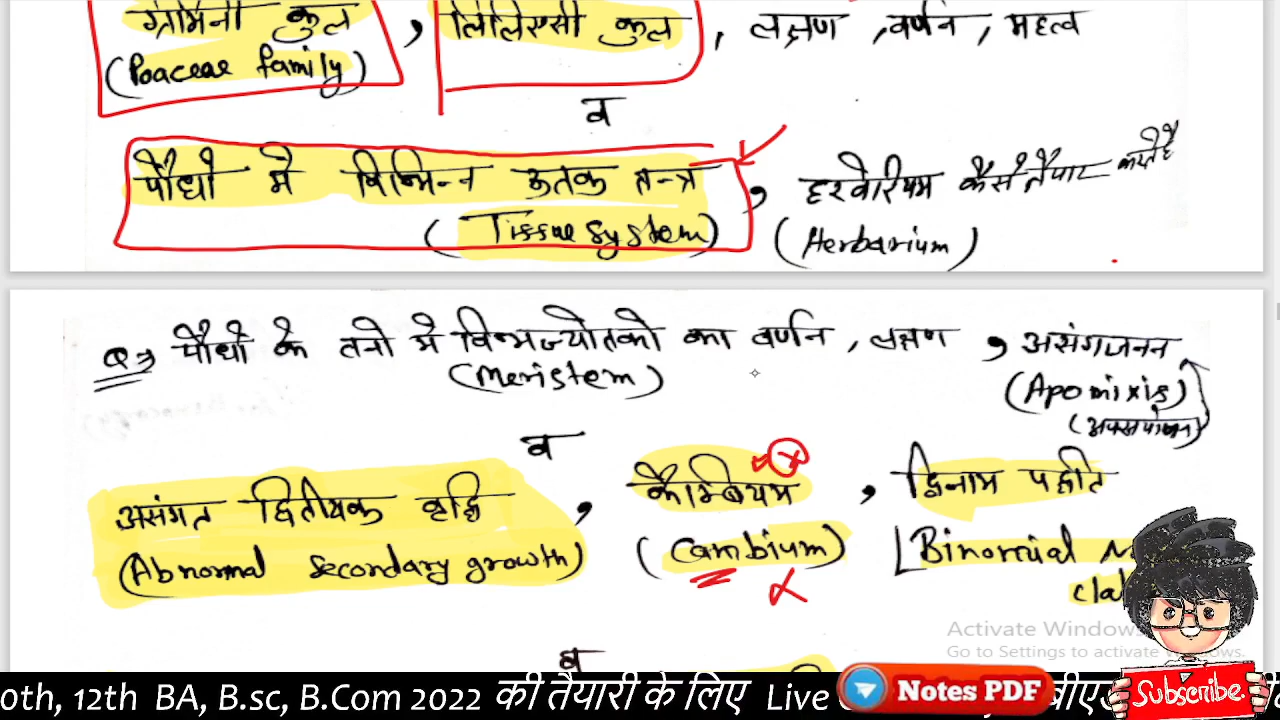 ग्रेमिनी कुल , लिलिएसी कुल , लक्षण , वर्णन , महत्व
(Poaceae family)
व
पौधों में विभिन्न ऊतक तन्त्र , हरबेरियम कैसे तैयार करते है
(Tissue system) (Herbarium)
Q→ पौधों के तनो मे विभज्योतको का वर्णन , लक्षण , असंगजनन
(Meristem) (Apomixis)
व
असंगत द्वितीयक वृद्धि , कैम्बियम , द्विनाम पद्धति
(Abnormal secondary growth) (Cambium) [Binomial N
cla
Activate Windows
Go to Settings to activate Windows.
व
0th, 12th BA, B.sc, B.Com 2022 की तैयारी के लिए Live Notes PDF बीए
Subscribe